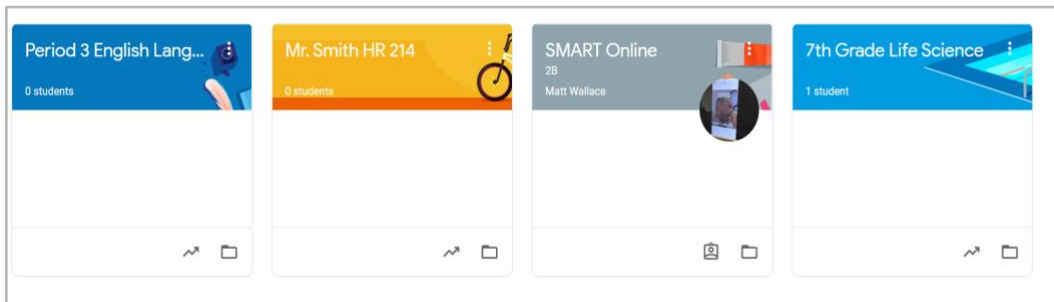 Period 3 English Lang...
0 students
Mr. Smith HR 214
0 students
SMART Online
2B
Matt Wallace
7th Grade Life Science
1 student